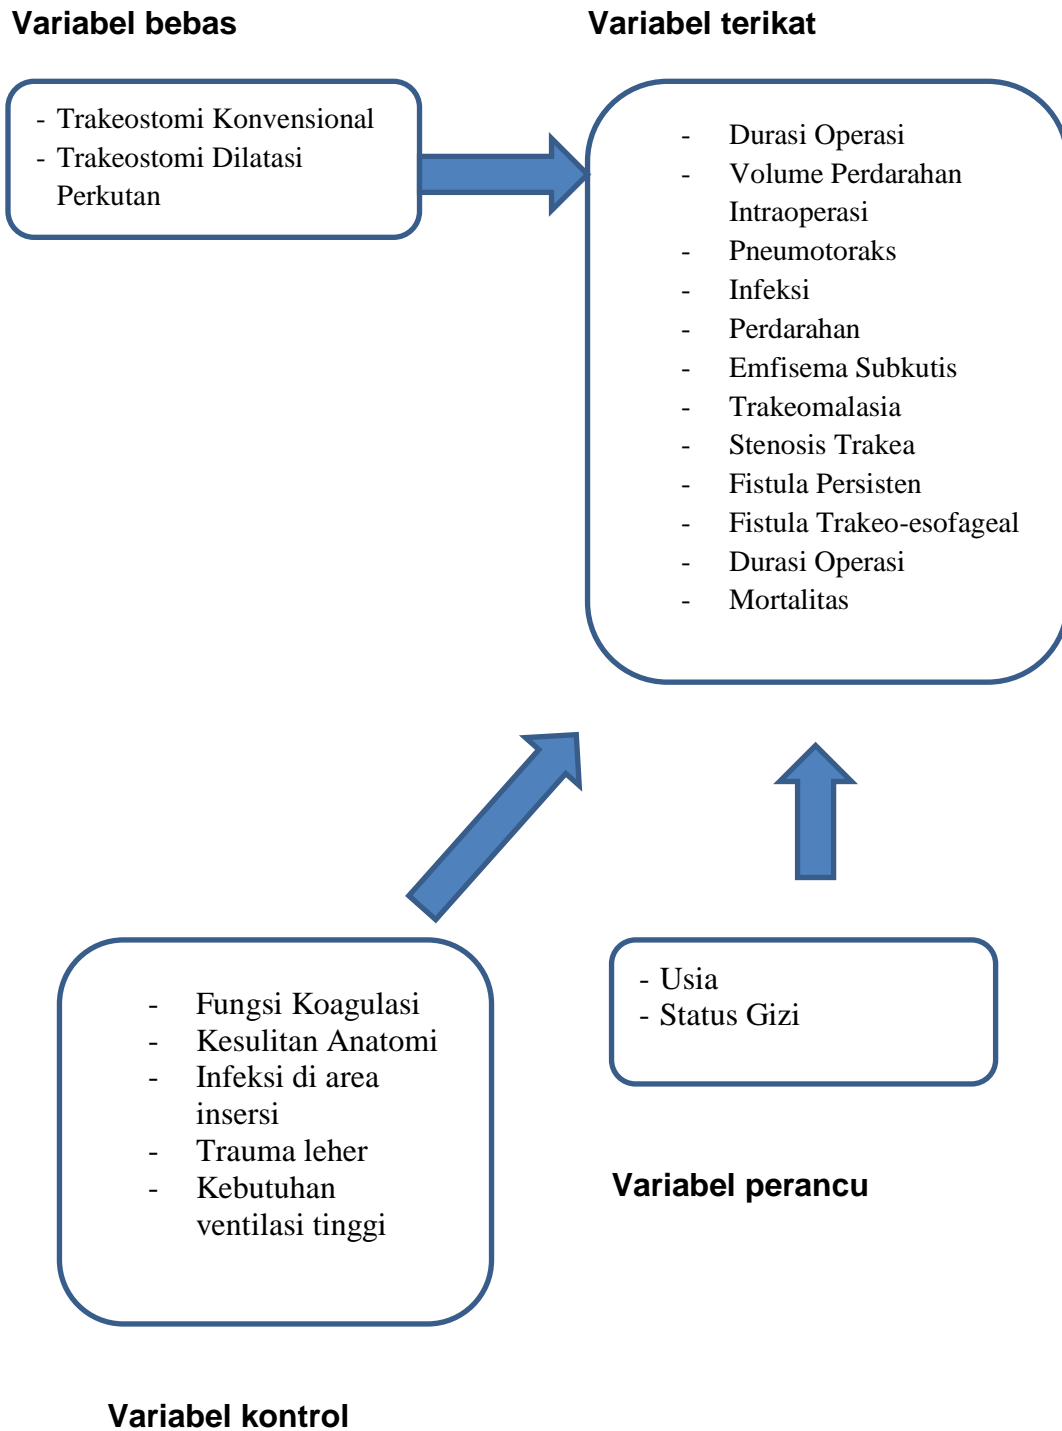 Variabel bebas
- Trakeostomi Konvensional
- Trakeostomi Dilatasi
Perkutan
Variabel terikat
- Durasi Operasi
- Volume Perdarahan
Intraoperasi
- Pneumotoraks
- Infeksi
- Perdarahan
- Emfisema Subkutis
- Trakeomalasia
- Stenosis Trakea
- Fistula Persisten
- Fistula Trakeo-esofageal
- Durasi Operasi
- Mortalitas
- Fungsi Koagulasi
- Kesulitan Anatomi
- Infeksi di area
insersi
- Trauma leher
- Kebutuhan
ventilasi tinggi
Variabel kontrol
- Usia
- Status Gizi
Variabel perancu